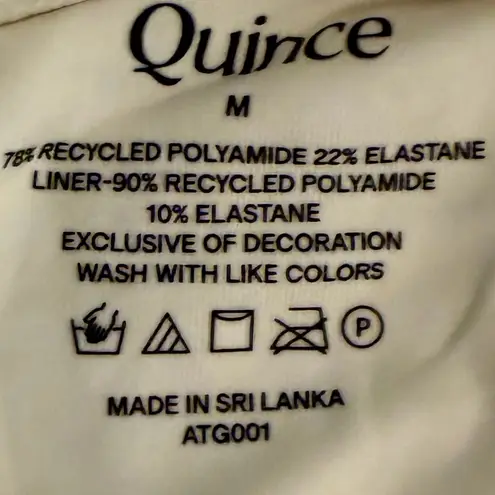 Quince
M
78% RECYCLED POLYAMIDE 22% ELASTANE
LINER-90% RECYCLED POLYAMIDE
10% ELASTANE
EXCLUSIVE OF DECORATION
WASH WITH LIKE COLORS
P
MADE IN SRI LANKA
ATG001